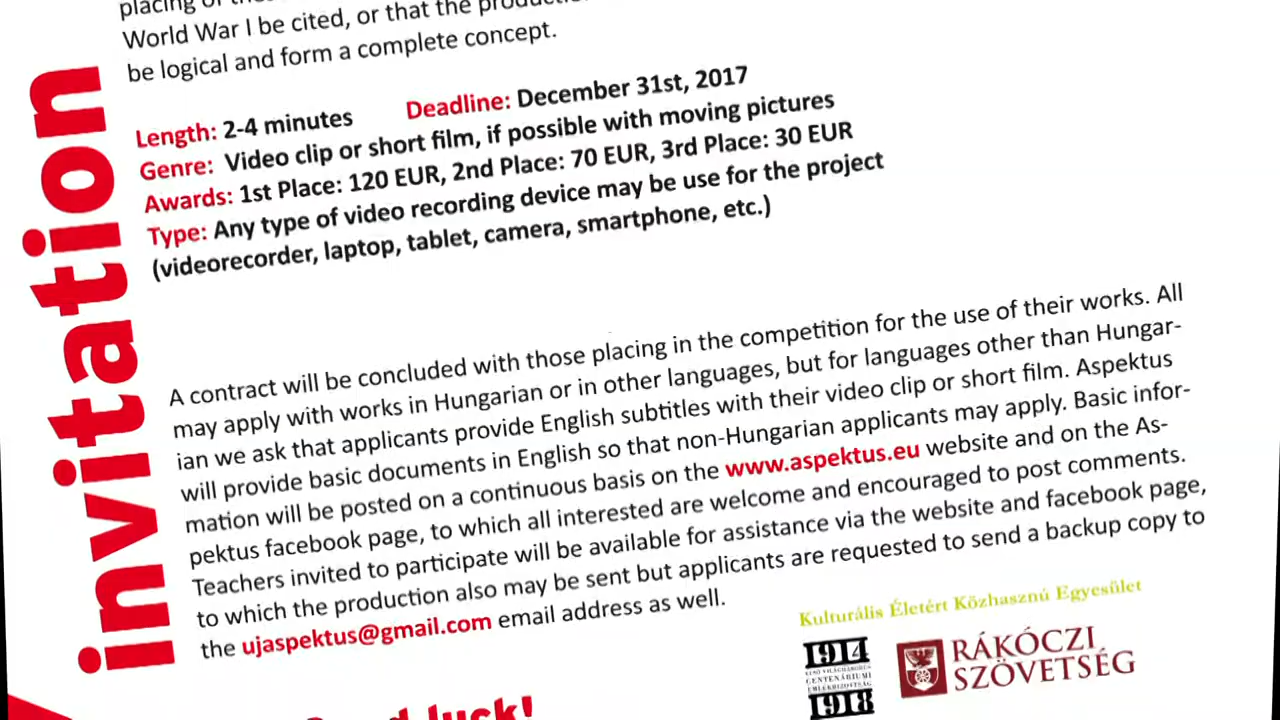 placing of
World War I be cited, or that the
be logical and form a complete concept.
Length: 2-4 minutes Deadline: December 31st, 2017
Genre: Video clip or short film, if possible with moving pictures
Awards: 1st Place: 120 EUR, 2nd Place: 70 EUR, 3rd Place: 30 EUR
Type: Any type of video recording device may be use for the project
(videorecorder, laptop, tablet, camera, smartphone, etc.)
invitation
A contract will be concluded with those placing in the competition for the use of their works. All
may apply with works in Hungarian or in other languages, but for languages other than Hungar-
ian we ask that applicants provide English subtitles with their video clip or short film. Aspektus
will provide basic documents in English so that non-Hungarian applicants may apply. Basic infor-
mation will be posted on a continuous basis on the www.aspektus.eu website and on the As-
pektus facebook page, to which all interested are welcome and encouraged to post comments.
Teachers invited to participate will be available for assistance via the website and facebook page,
to which the production also may be sent but applicants are requested to send a backup copy to
the ujaspektus@gmail.com email address as well.
Kulturális Életért Közhasznú Egyesület
1914
ELSŐ VILÁGHÁBORÚS
CENTENÁRIUMI
EMLÉKBIZOTTSÁG
1918
RÁKÓCZI
SZÖVETSÉG
luck!